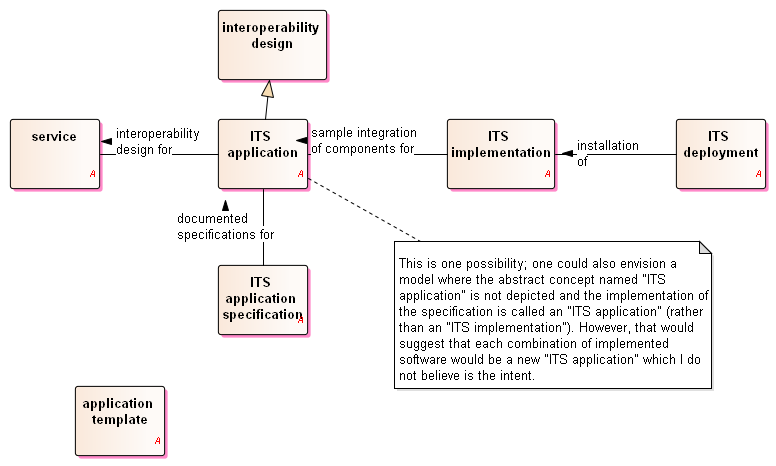 interoperability
design
service
A
interoperability
design for
ITS
application
A
sample integration
of components for
ITS
implementation
A
installation
of
ITS
deployment
A
documented
specifications for
ITS
application
specification
A
This is one possibility; one could also envision a
model where the abstract concept named "ITS
application" is not depicted and the implementation of
the specification is called an "ITS application" (rather
than an "ITS implementation"). However, that would
suggest that each combination of implemented
software would be a new "ITS application" which I do
not believe is the intent.
application
template
A